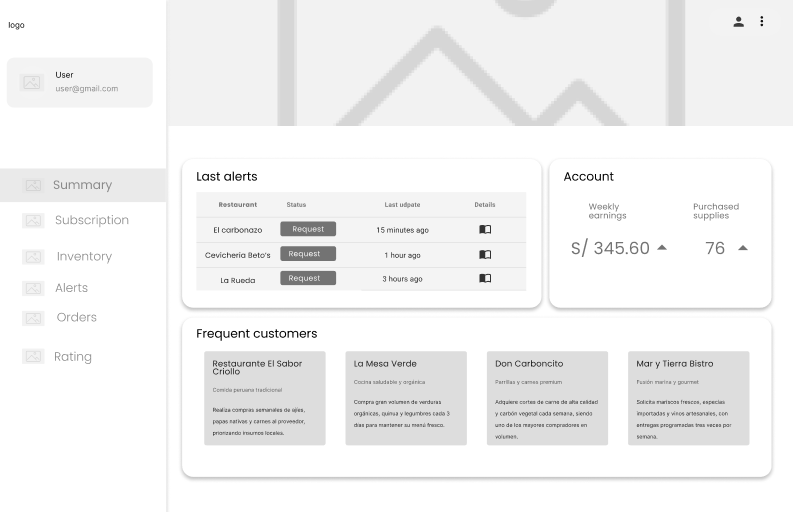 logo
User
user@gmail.com
Summary
Subscription
Inventory
Alerts
Orders
Rating
Last alerts
Restaurant Status Last udpate Details
El carbonazo Request 15 minutes ago
Cevichería Beto's Request 1 hour ago
La Rueda Request 3 hours ago
Account
Weekly
earnings
Purchased
supplies
S/ 345.60
76
Frequent customers
Restaurante El Sabor
Criollo
Comida peruana tradicional
Realiza compras semanales de ajíes,
papas nativas y carnes al proveedor,
priorizando insumos locales.
La Mesa Verde
Cocina saludable y orgánica
Compra gran volumen de verduras
orgánicas, quinua y legumbres cada 3
días para mantener su menú fresco.
Don Carboncito
Parrillas y carnes premium
Adquiere cortes de carne de alta calidad
y carbón vegetal cada semana, siendo
uno de los mayores compradores en
volumen.
Mar y Tierra Bistro
Fusión marina y gourmet
Solicita mariscos frescos, especias
importadas y vinos artesanales, con
entregas programadas tres veces por
semana.